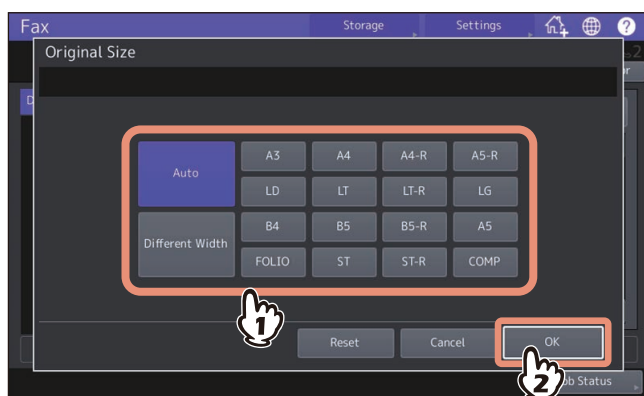 Fax Storage Settings ?
Original Size
Auto A3 A4 A4-R A5-R
LD LT LT-R LG
Different Width B4 B5 B5-R A5
FOLIO ST ST-R COMP
1
Reset Cancel OK
2
Status